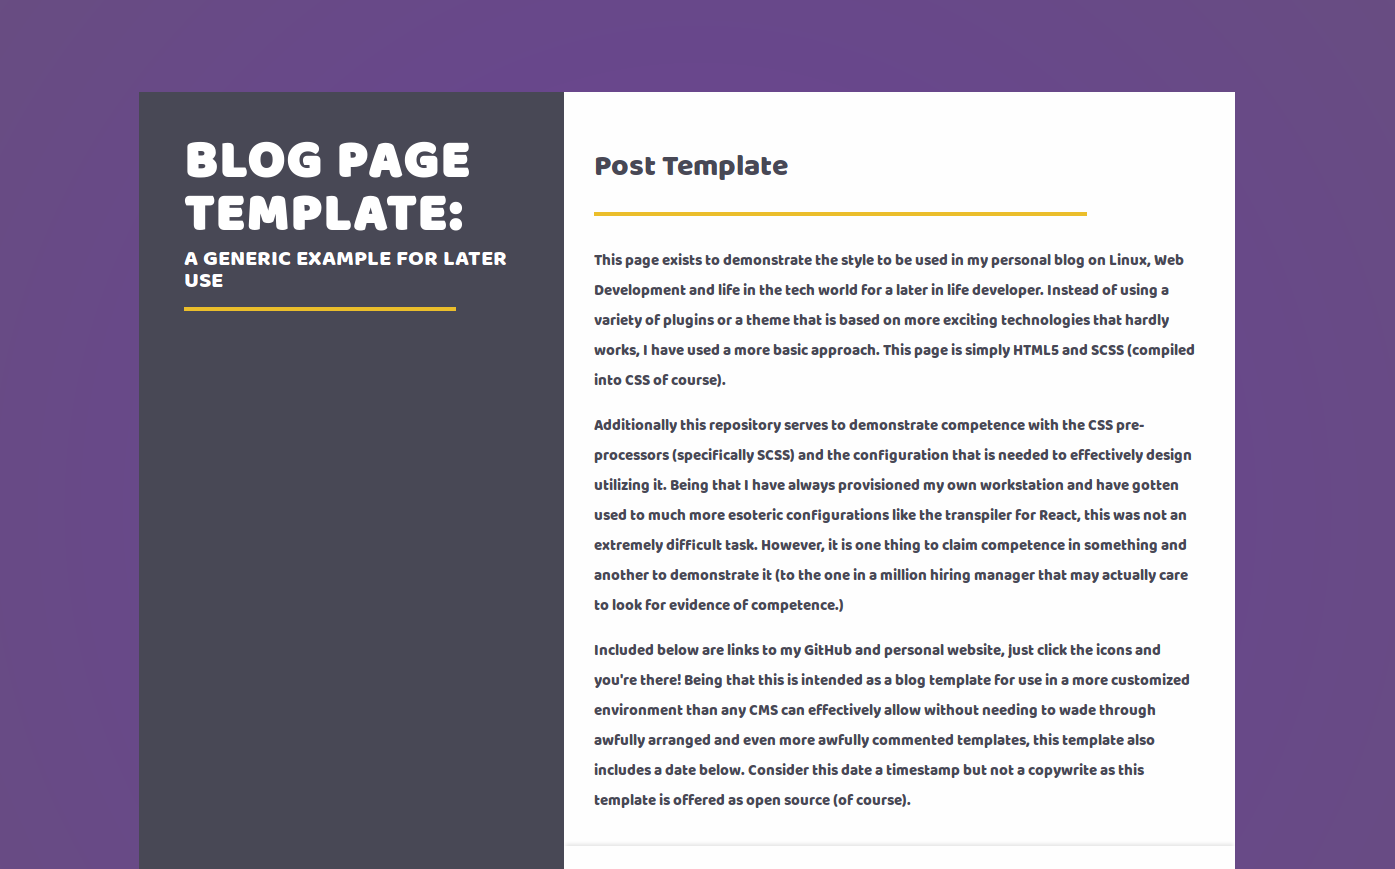 BLOG PAGE
TEMPLATE:
A GENERIC EXAMPLE FOR LATER
USE
Post Template
This page exists to demonstrate the style to be used in my personal blog on Linux, Web
Development and life in the tech world for a later in life developer. Instead of using a
variety of plugins or a theme that is based on more exciting technologies that hardly
works, I have used a more basic approach. This page is simply HTML5 and SCSS (compiled
into CSS of course).
Additionally this repository serves to demonstrate competence with the CSS pre-
processors (specifically SCSS) and the configuration that is needed to effectively design
utilizing it. Being that I have always provisioned my own workstation and have gotten
used to much more esoteric configurations like the transpiler for React, this was not an
extremely difficult task. However, it is one thing to claim competence in something and
another to demonstrate it (to the one in a million hiring manager that may actually care
to look for evidence of competence.)
Included below are links to my GitHub and personal website, just click the icons and
you're there! Being that this is intended as a blog template for use in a more customized
environment than any CMS can effectively allow without needing to wade through
awfully arranged and even more awfully commented templates, this template also
includes a date below. Consider this date a timestamp but not a copywrite as this
template is offered as open source (of course).